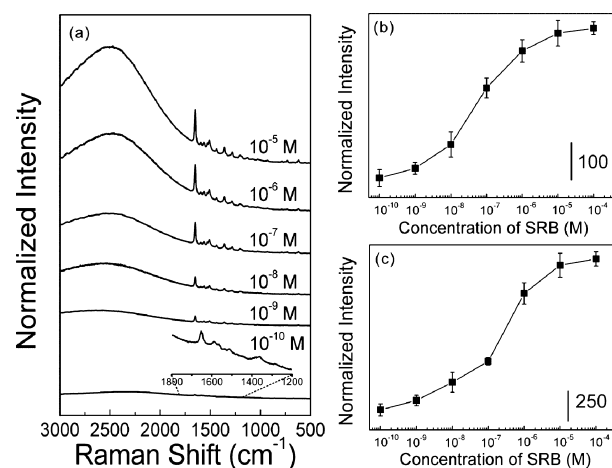 (a)
Normalized Intensity
10⁻⁵ M
10⁻⁶ M
10⁻⁷ M
10⁻⁸ M
10⁻⁹ M
10⁻¹⁰ M
1800 1600 1400 1200
3000 2500 2000 1500 1000 500
Raman Shift (cm⁻¹)
(b)
Normalized Intensity
100
10⁻¹⁰ 10⁻⁹ 10⁻⁸ 10⁻⁷ 10⁻⁶ 10⁻⁵ 10⁻⁴
Concentration of SRB (M)
(c)
Normalized Intensity
250
10⁻¹⁰ 10⁻⁹ 10⁻⁸ 10⁻⁷ 10⁻⁶ 10⁻⁵ 10⁻⁴
Concentration of SRB (M)